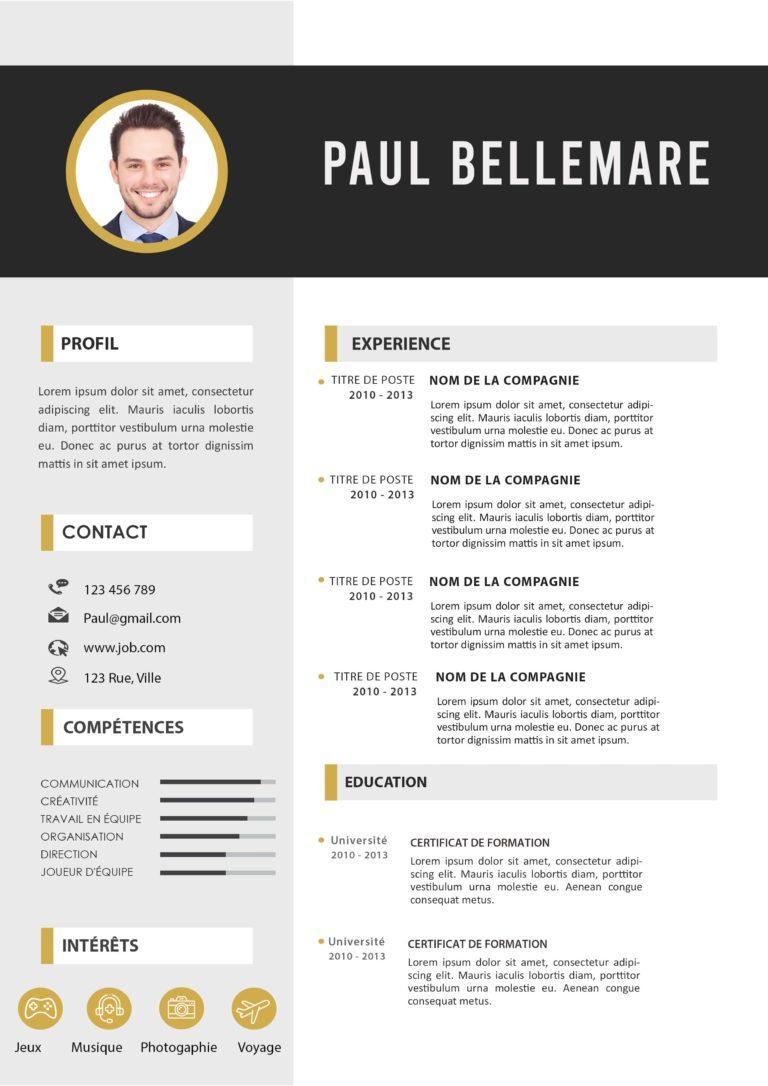 PAUL BELLEMARE
PROFIL
Lorem ipsum dolor sit amet, consectetur
adipiscing elit. Mauris iaculis lobortis
diam, porttitor vestibulum urna molestie
eu. Donec ac purus at tortor dignissim
mattis in sit amet ipsum.
CONTACT
123 456 789
Paul@gmail.com
www.job.com
123 Rue, Ville
COMPÉTENCES
COMMUNICATION
CRÉATIVITÉ
TRAVAIL EN ÉQUIPE
ORGANISATION
DIRECTION
JOUEUR D'ÉQUIPE
INTÉRÊTS
Jeux Musique Photogaphie Voyage
EXPERIENCE
TITRE DE POSTE NOM DE LA COMPAGNIE
2010 - 2013
Lorem ipsum dolor sit amet, adipi-
scing elit. Mauris iaculis lobortis diam, porttitor
vestibulum urna molestie eu. Donec ac purus at
tortor dignissim mattis in sit amet ipsum.
TITRE DE POSTE NOM DE LA COMPAGNIE
2010 - 2013
Lorem ipsum dolor sit amet, adipi-
scing elit. Mauris iaculis lobortis diam, porttitor
vestibulum urna molestie eu. Donec ac purus at
tortor dignissim mattis in sit amet ipsum.
TITRE DE POSTE NOM DE LA COMPAGNIE
2010 - 2013
Lorem ipsum dolor sit amet, adipi-
scing elit. Mauris iaculis lobortis diam, porttitor
vestibulum urna molestie eu. Donec ac purus at
tortor dignissim mattis in sit amet ipsum.
TITRE DE POSTE NOM DE LA COMPAGNIE
2010 - 2013
Lorem ipsum dolor sit amet, adipi-
scing elit. Mauris iaculis lobortis diam, porttitor
vestibulum urna molestie eu. Donec ac purus at
tortor dignissim mattis in sit amet ipsum.
EDUCATION
Université CERTIFICAT DE FORMATION
2010 - 2013
Lorem ipsum dolor sit amet, consectetur adipi-
scing elit. Mauris iaculis lobortis diam, porttitor
vestibulum urna molestie eu. Aenean congue
consequat metus.
Université CERTIFICAT DE FORMATION
2010 - 2013
Lorem ipsum dolor sit amet, consectetur adipi-
scing elit. Mauris iaculis lobortis diam, porttitor
vestibulum urna molestie eu. Aenean congue
consequat metus.